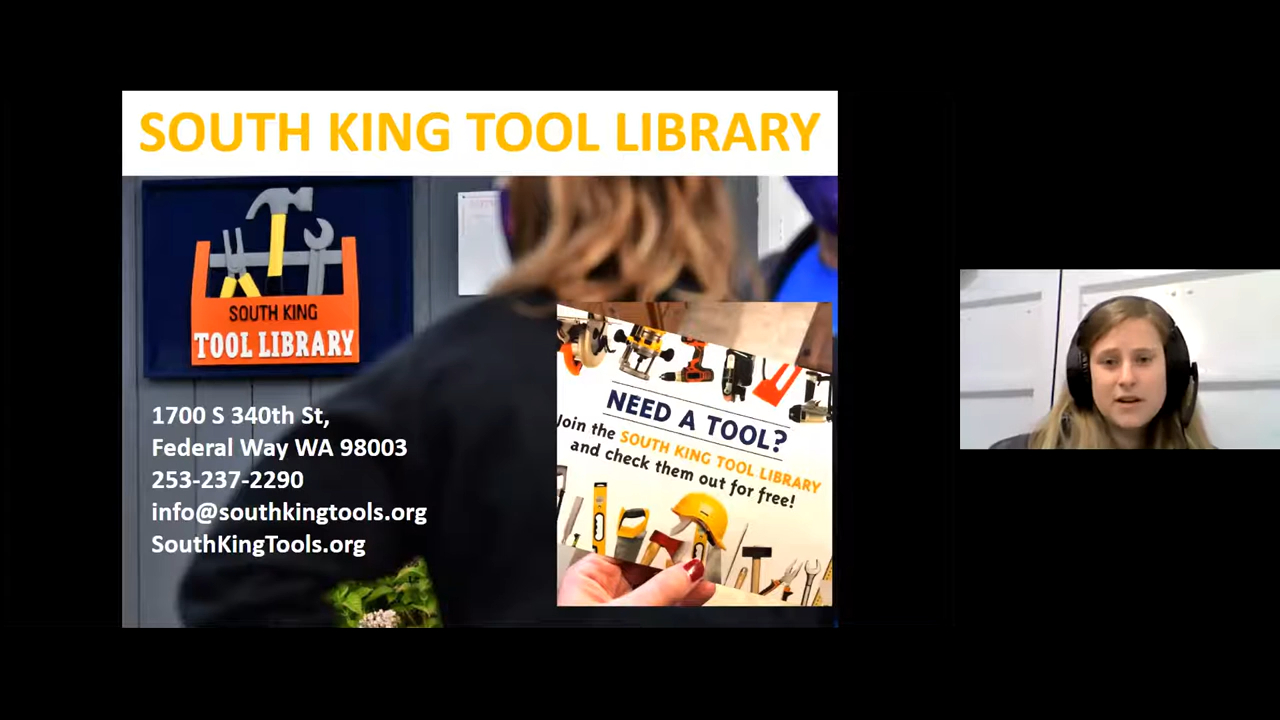 SOUTH KING TOOL LIBRARY
SOUTH KING
TOOL LIBRARY
1700 S 340th St,
Federal Way WA 98003
253-237-2290
info@southkingtools.org
SouthKingTools.org
NEED A TOOL?
Join the SOUTH KING TOOL LIBRARY
and check them out for free!